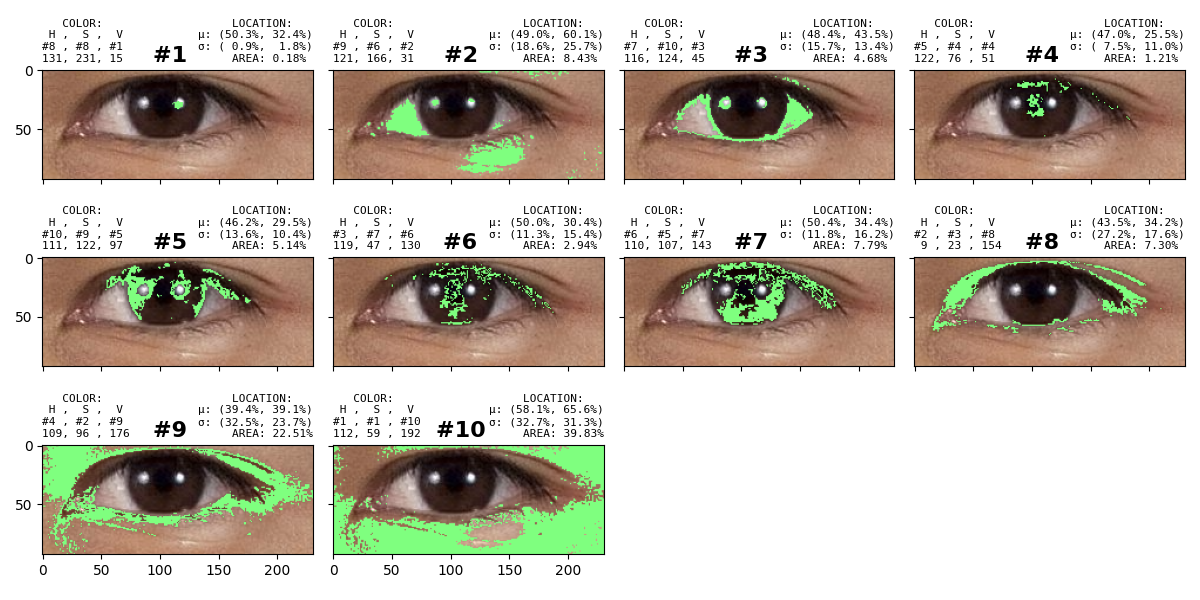 COLOR: LOCATION:
H , S , V μ: (50.3%, 32.4%)
#8 , #8 , #1 #1 σ: ( 0.9%, 1.8%)
131, 231, 15 AREA: 0.18%
COLOR: LOCATION:
H , S , V μ: (49.0%, 60.1%)
#9 , #6 , #2 #2 σ: (18.6%, 25.7%)
121, 166, 31 AREA: 8.43%
COLOR: LOCATION:
H , S , V μ: (48.4%, 43.5%)
#7 , #10, #3 #3 σ: (15.7%, 13.4%)
116, 124, 45 AREA: 4.68%
COLOR: LOCATION:
H , S , V μ: (47.0%, 25.5%)
#5 , #4 , #4 #4 σ: ( 7.5%, 11.0%)
122, 76 , 51 AREA: 1.21%
0
50
COLOR: LOCATION:
H , S , V μ: (46.2%, 29.5%)
#10, #9 , #5 #5 σ: (13.6%, 10.4%)
111, 122, 97 AREA: 5.14%
COLOR: LOCATION:
H , S , V μ: (50.0%, 30.4%)
#3 , #7 , #6 #6 σ: (11.3%, 15.4%)
119, 47 , 130 AREA: 2.94%
COLOR: LOCATION:
H , S , V μ: (50.4%, 34.4%)
#6 , #5 , #7 #7 σ: (11.8%, 16.2%)
110, 107, 143 AREA: 7.79%
COLOR: LOCATION:
H , S , V μ: (43.5%, 34.2%)
#2 , #3 , #8 #8 σ: (27.2%, 17.6%)
9 , 23 , 154 AREA: 7.30%
0
50
COLOR: LOCATION:
H , S , V μ: (39.4%, 39.1%)
#4 , #2 , #9 #9 σ: (32.5%, 23.7%)
109, 96 , 176 AREA: 22.51%
COLOR: LOCATION:
H , S , V μ: (58.1%, 65.6%)
#1 , #1 , #10 #10 σ: (32.7%, 31.3%)
112, 59 , 192 AREA: 39.83%
0
50
0 50 100 150 200
0 50 100 150 200